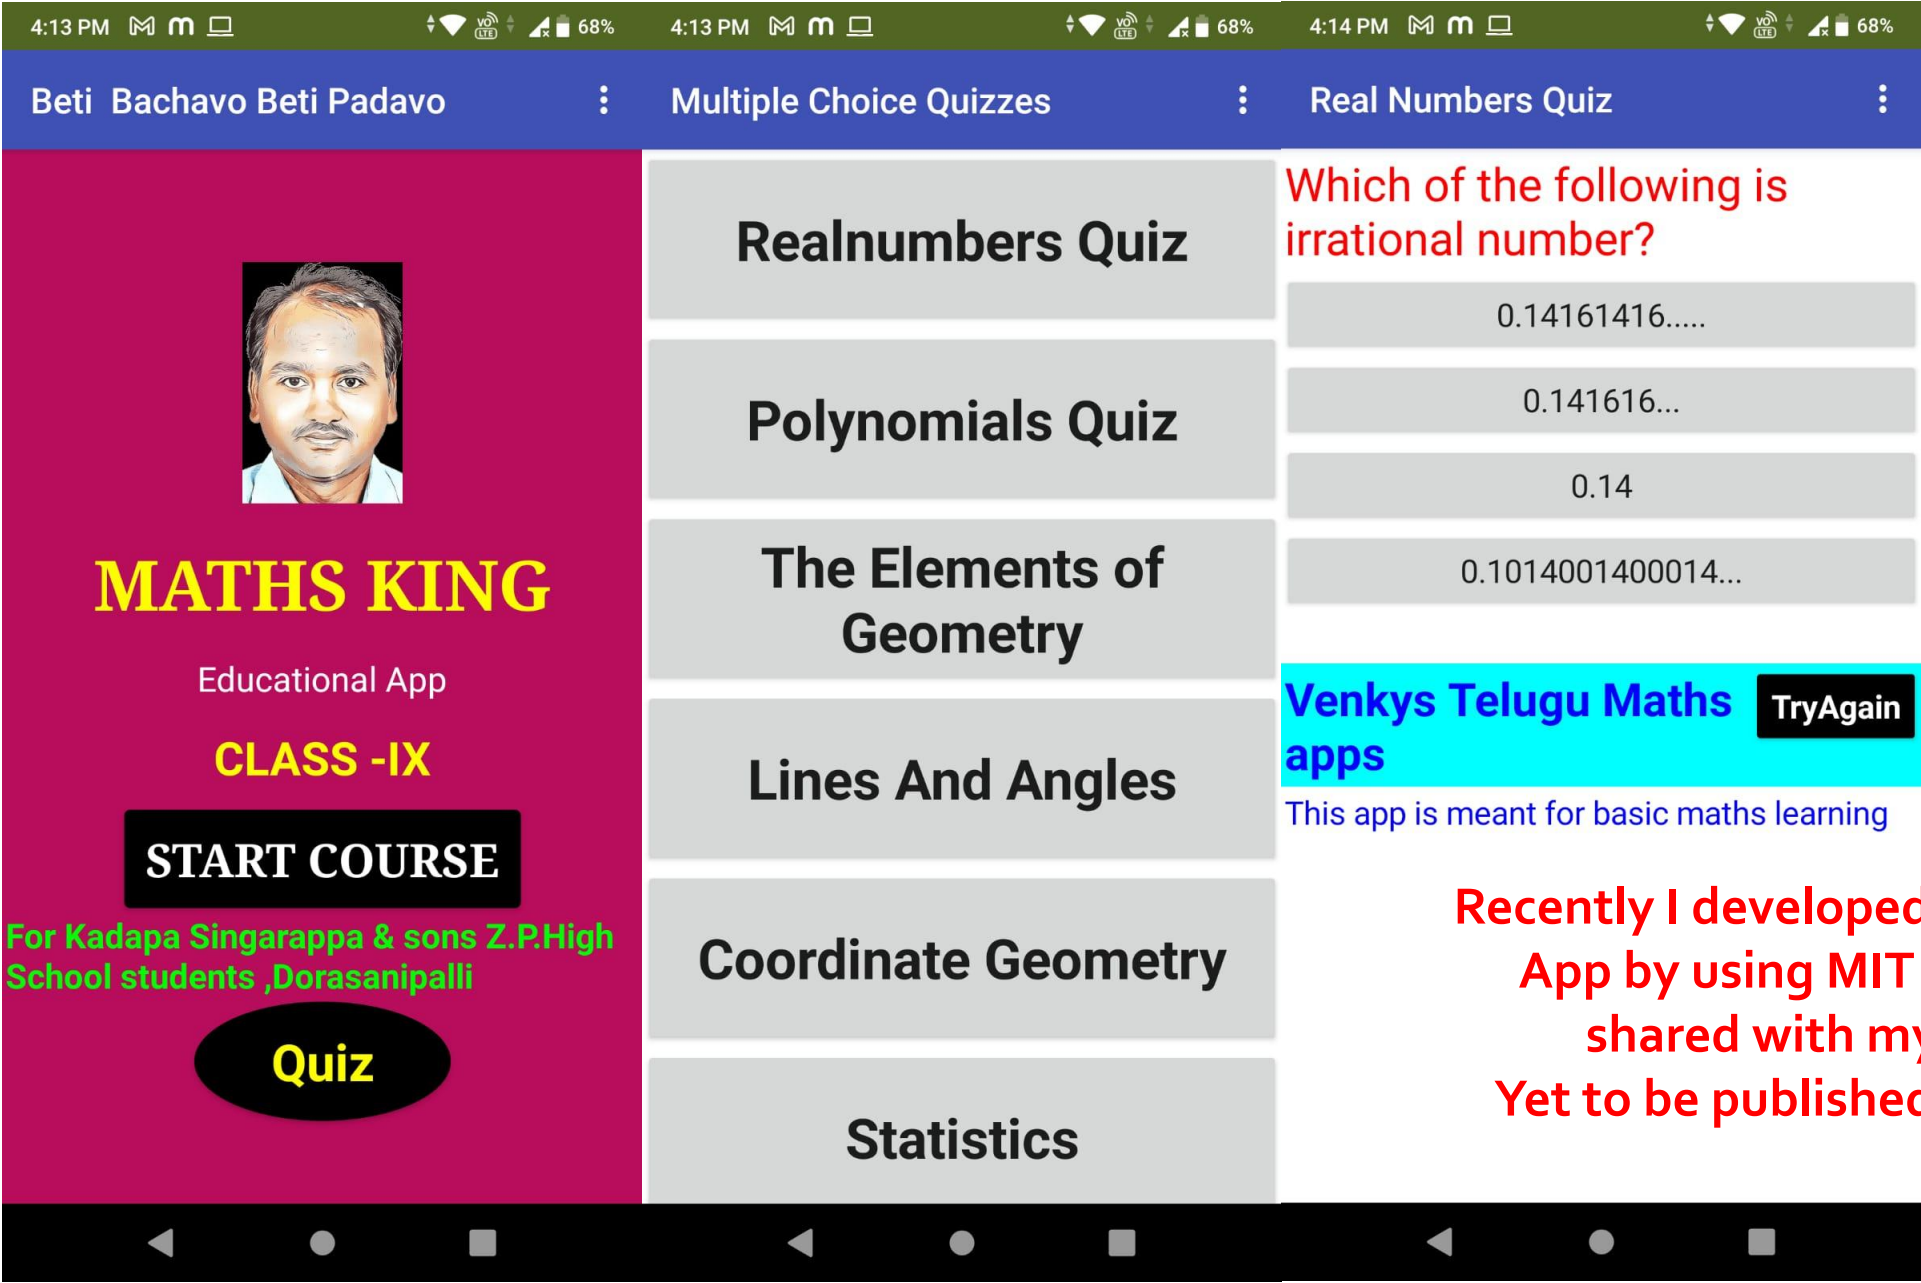 4:13 PM
68%
Beti Bachavo Beti Padavo
MATHS KING
Educational App
CLASS -IX
START COURSE
For Kadapa Singarappa & sons Z.P.High
School students ,Dorasanipalli
Quiz
4:13 PM
68%
Multiple Choice Quizzes
Realnumbers Quiz
Polynomials Quiz
The Elements of
Geometry
Lines And Angles
Coordinate Geometry
Statistics
4:14 PM
68%
Real Numbers Quiz
Which of the following is
irrational number?
0.14161416.....
0.141616...
0.14
0.1014001400014...
Venkys Telugu Maths
apps
TryAgain
This app is meant for basic maths learning
Recently I developed
App by using MIT
shared with my
Yet to be published